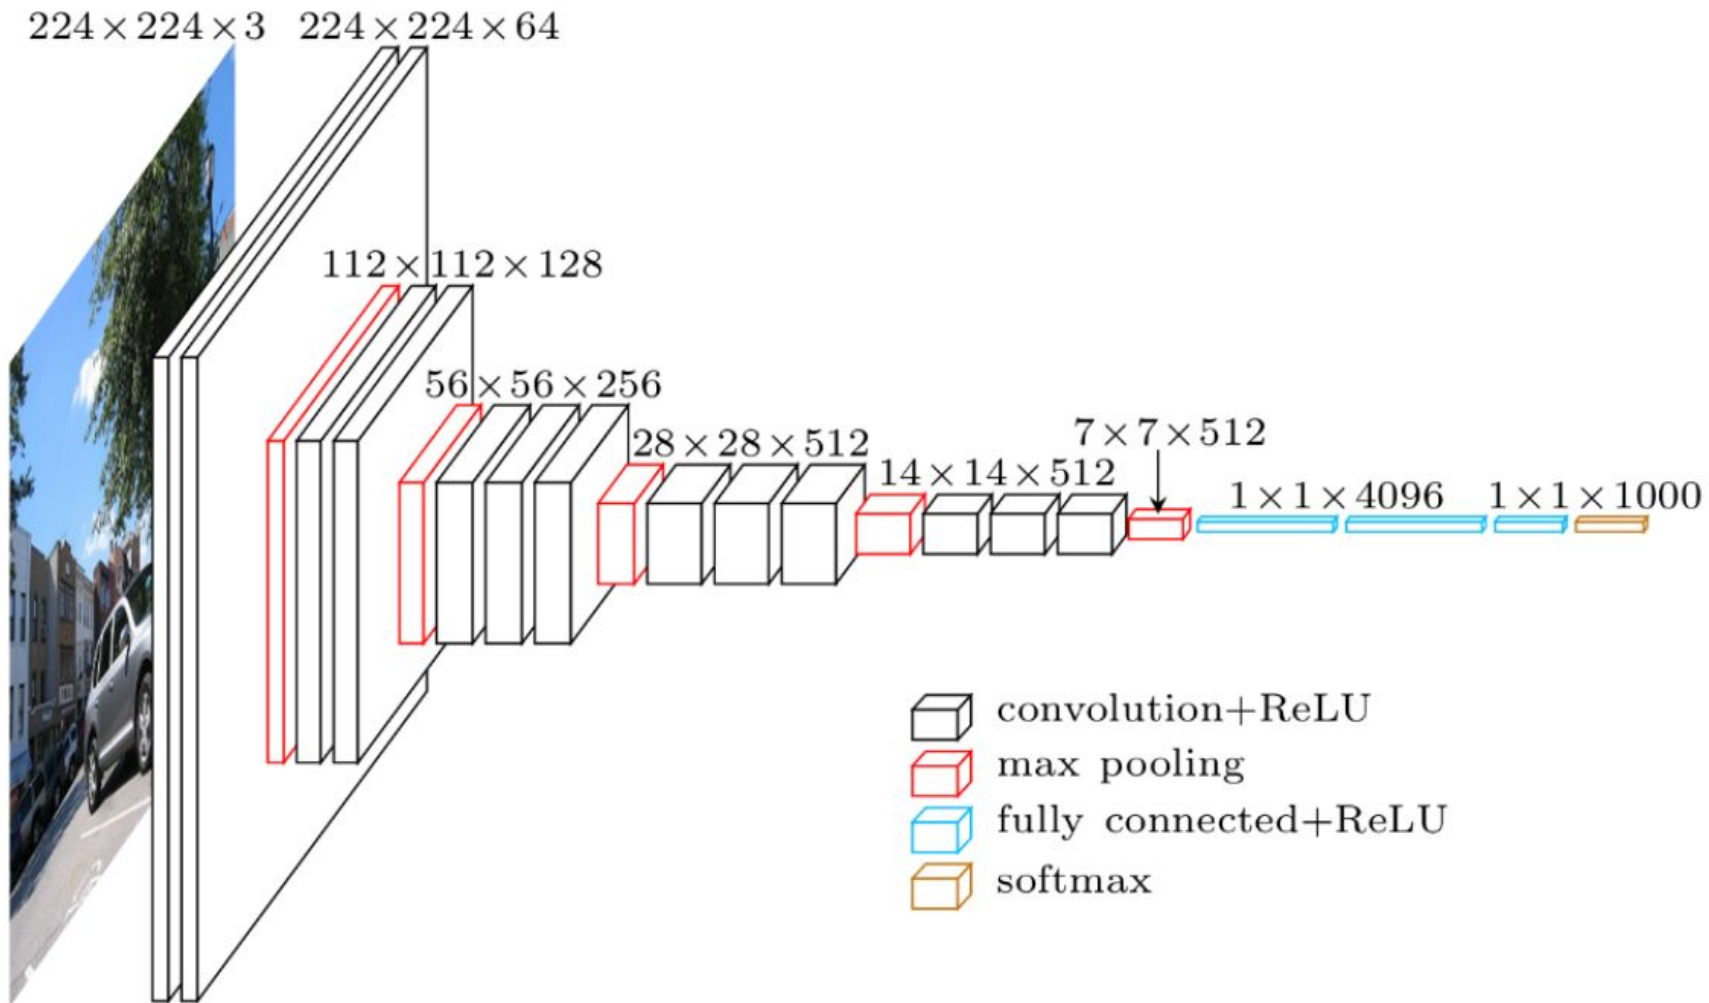 224×224×3
224×224×64
112×112×128
56×56×256
28×28×512
14×14×512
7×7×512
1×1×4096
1×1×1000
convolution+ReLU
max pooling
fully connected+ReLU
softmax